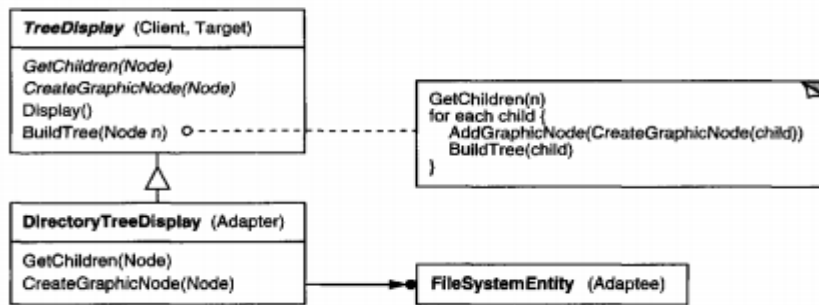 TreeDisplay (Client, Target)
GetChildren(Node)
CreateGraphicNode(Node)
Display()
BuildTree(Node n)
GetChildren(n)
for each child {
AddGraphicNode(CreateGraphicNode(child))
BuildTree(child)
}
DirectoryTreeDisplay (Adapter)
GetChildren(Node)
CreateGraphicNode(Node)
FileSystemEntity (Adaptee)